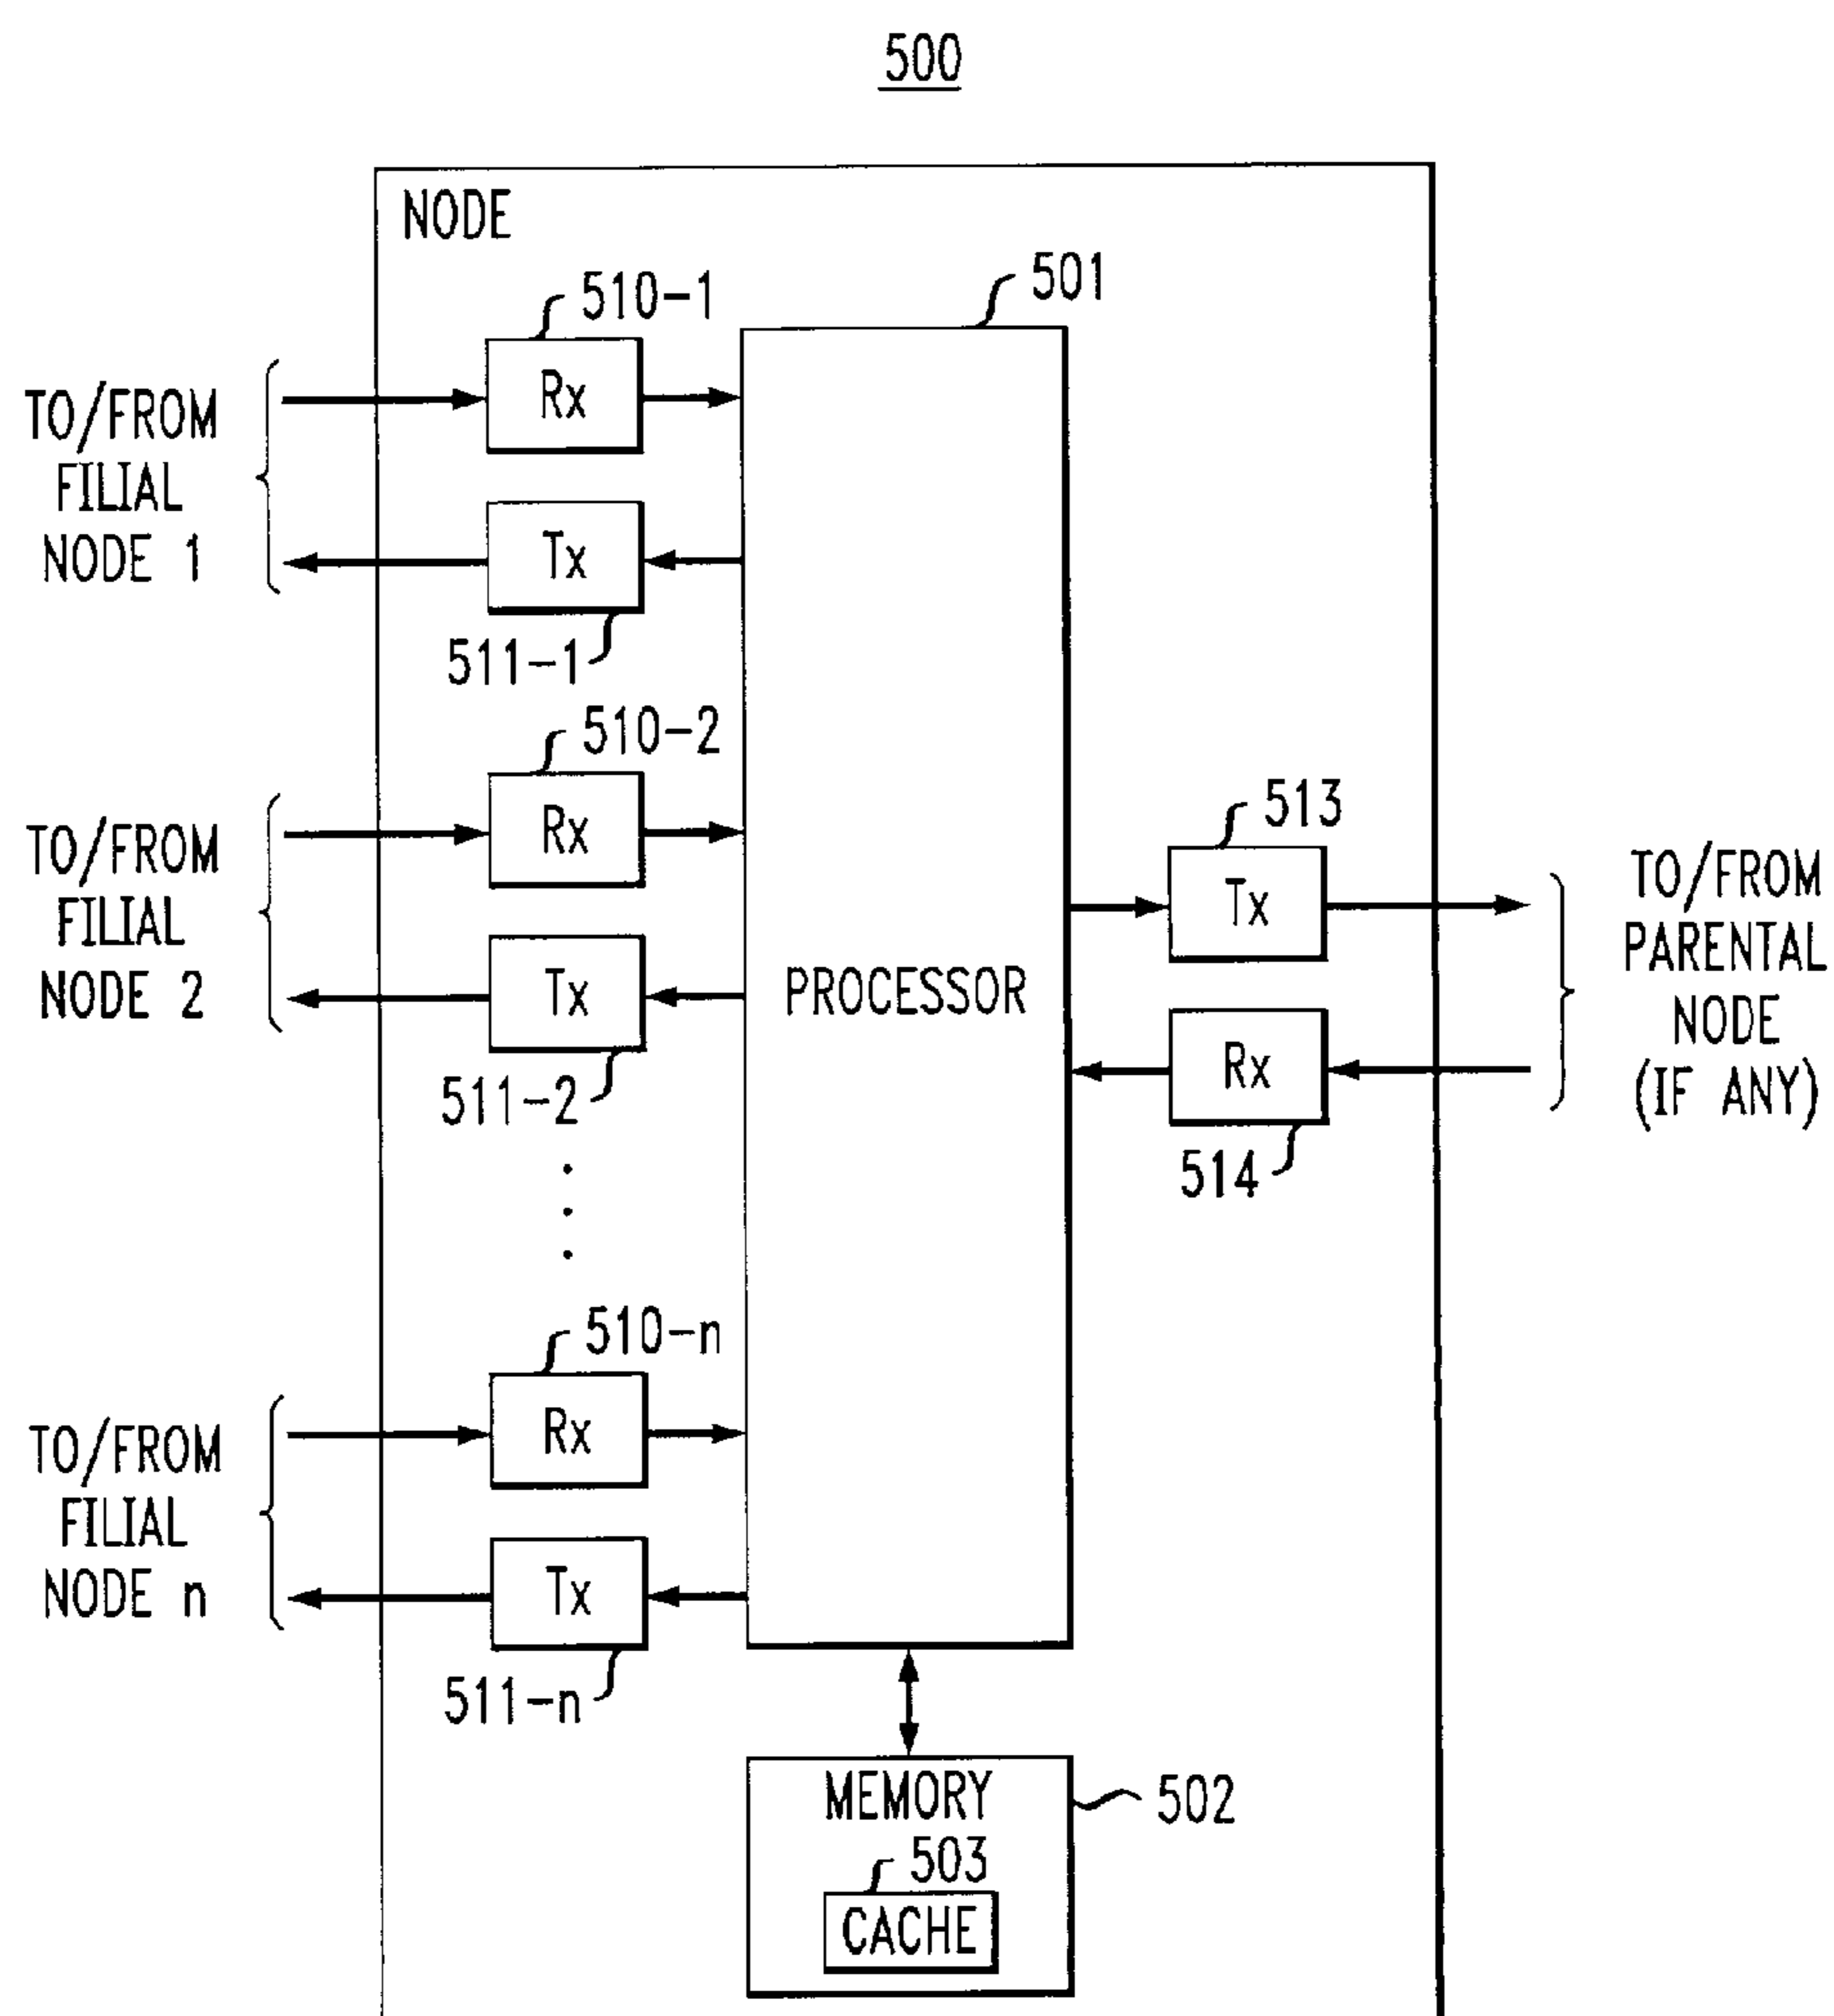 500
NODE
510-1
501
Rx
TO/FROM
FILIAL
NODE 1
Tx
511-1
510-2
Rx
TO/FROM
FILIAL
NODE 2
Tx
511-2
PROCESSOR
513
Tx
TO/FROM
PARENTAL
NODE
(IF ANY)
Rx
514
510-n
Rx
TO/FROM
FILIAL
NODE n
Tx
511-n
MEMORY
502
503
CACHE